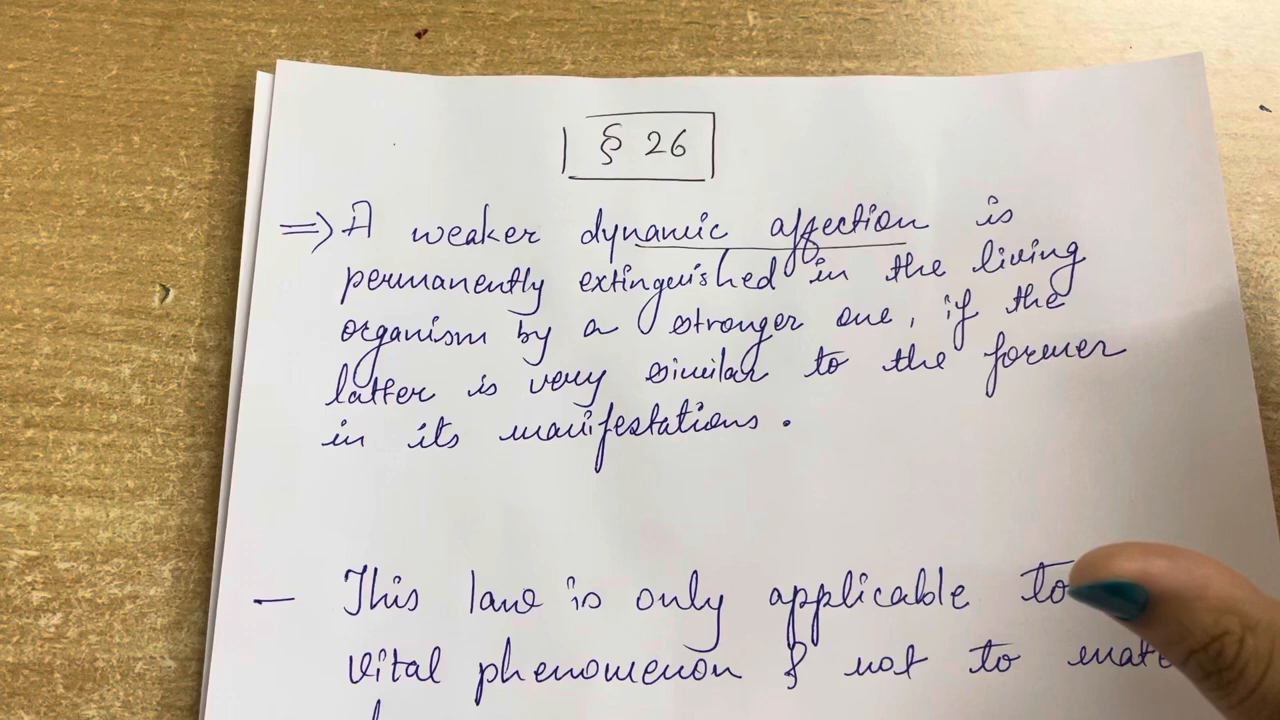 § 26
⇒ A weaker dynamic affection is
permanently extinguished in the living
organism by a stronger one, if the
latter is very similar to the former
in its manifestations.
– This law is only applicable to
vital phenomenon & not to